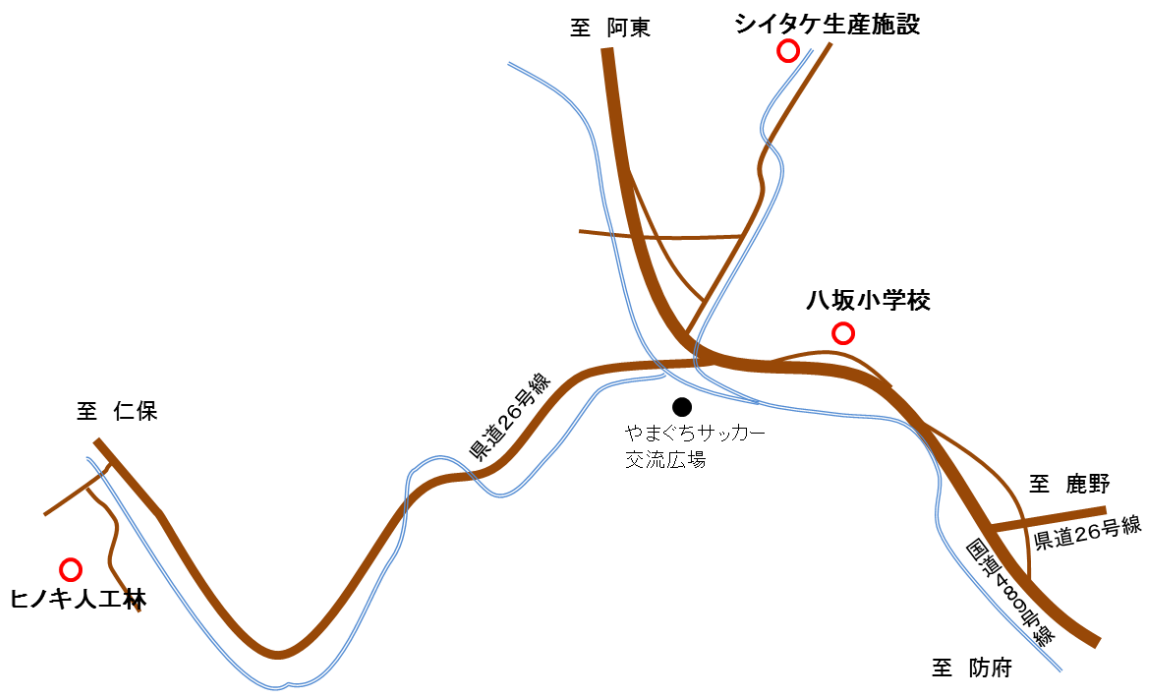 シイタケ生産施設
至 阿東
八坂小学校
県道26号線
至 仁保
やまぐちサッカー
交流広場
至 鹿野
県道26号線
国道489号線
ヒノキ人工林
至 防府